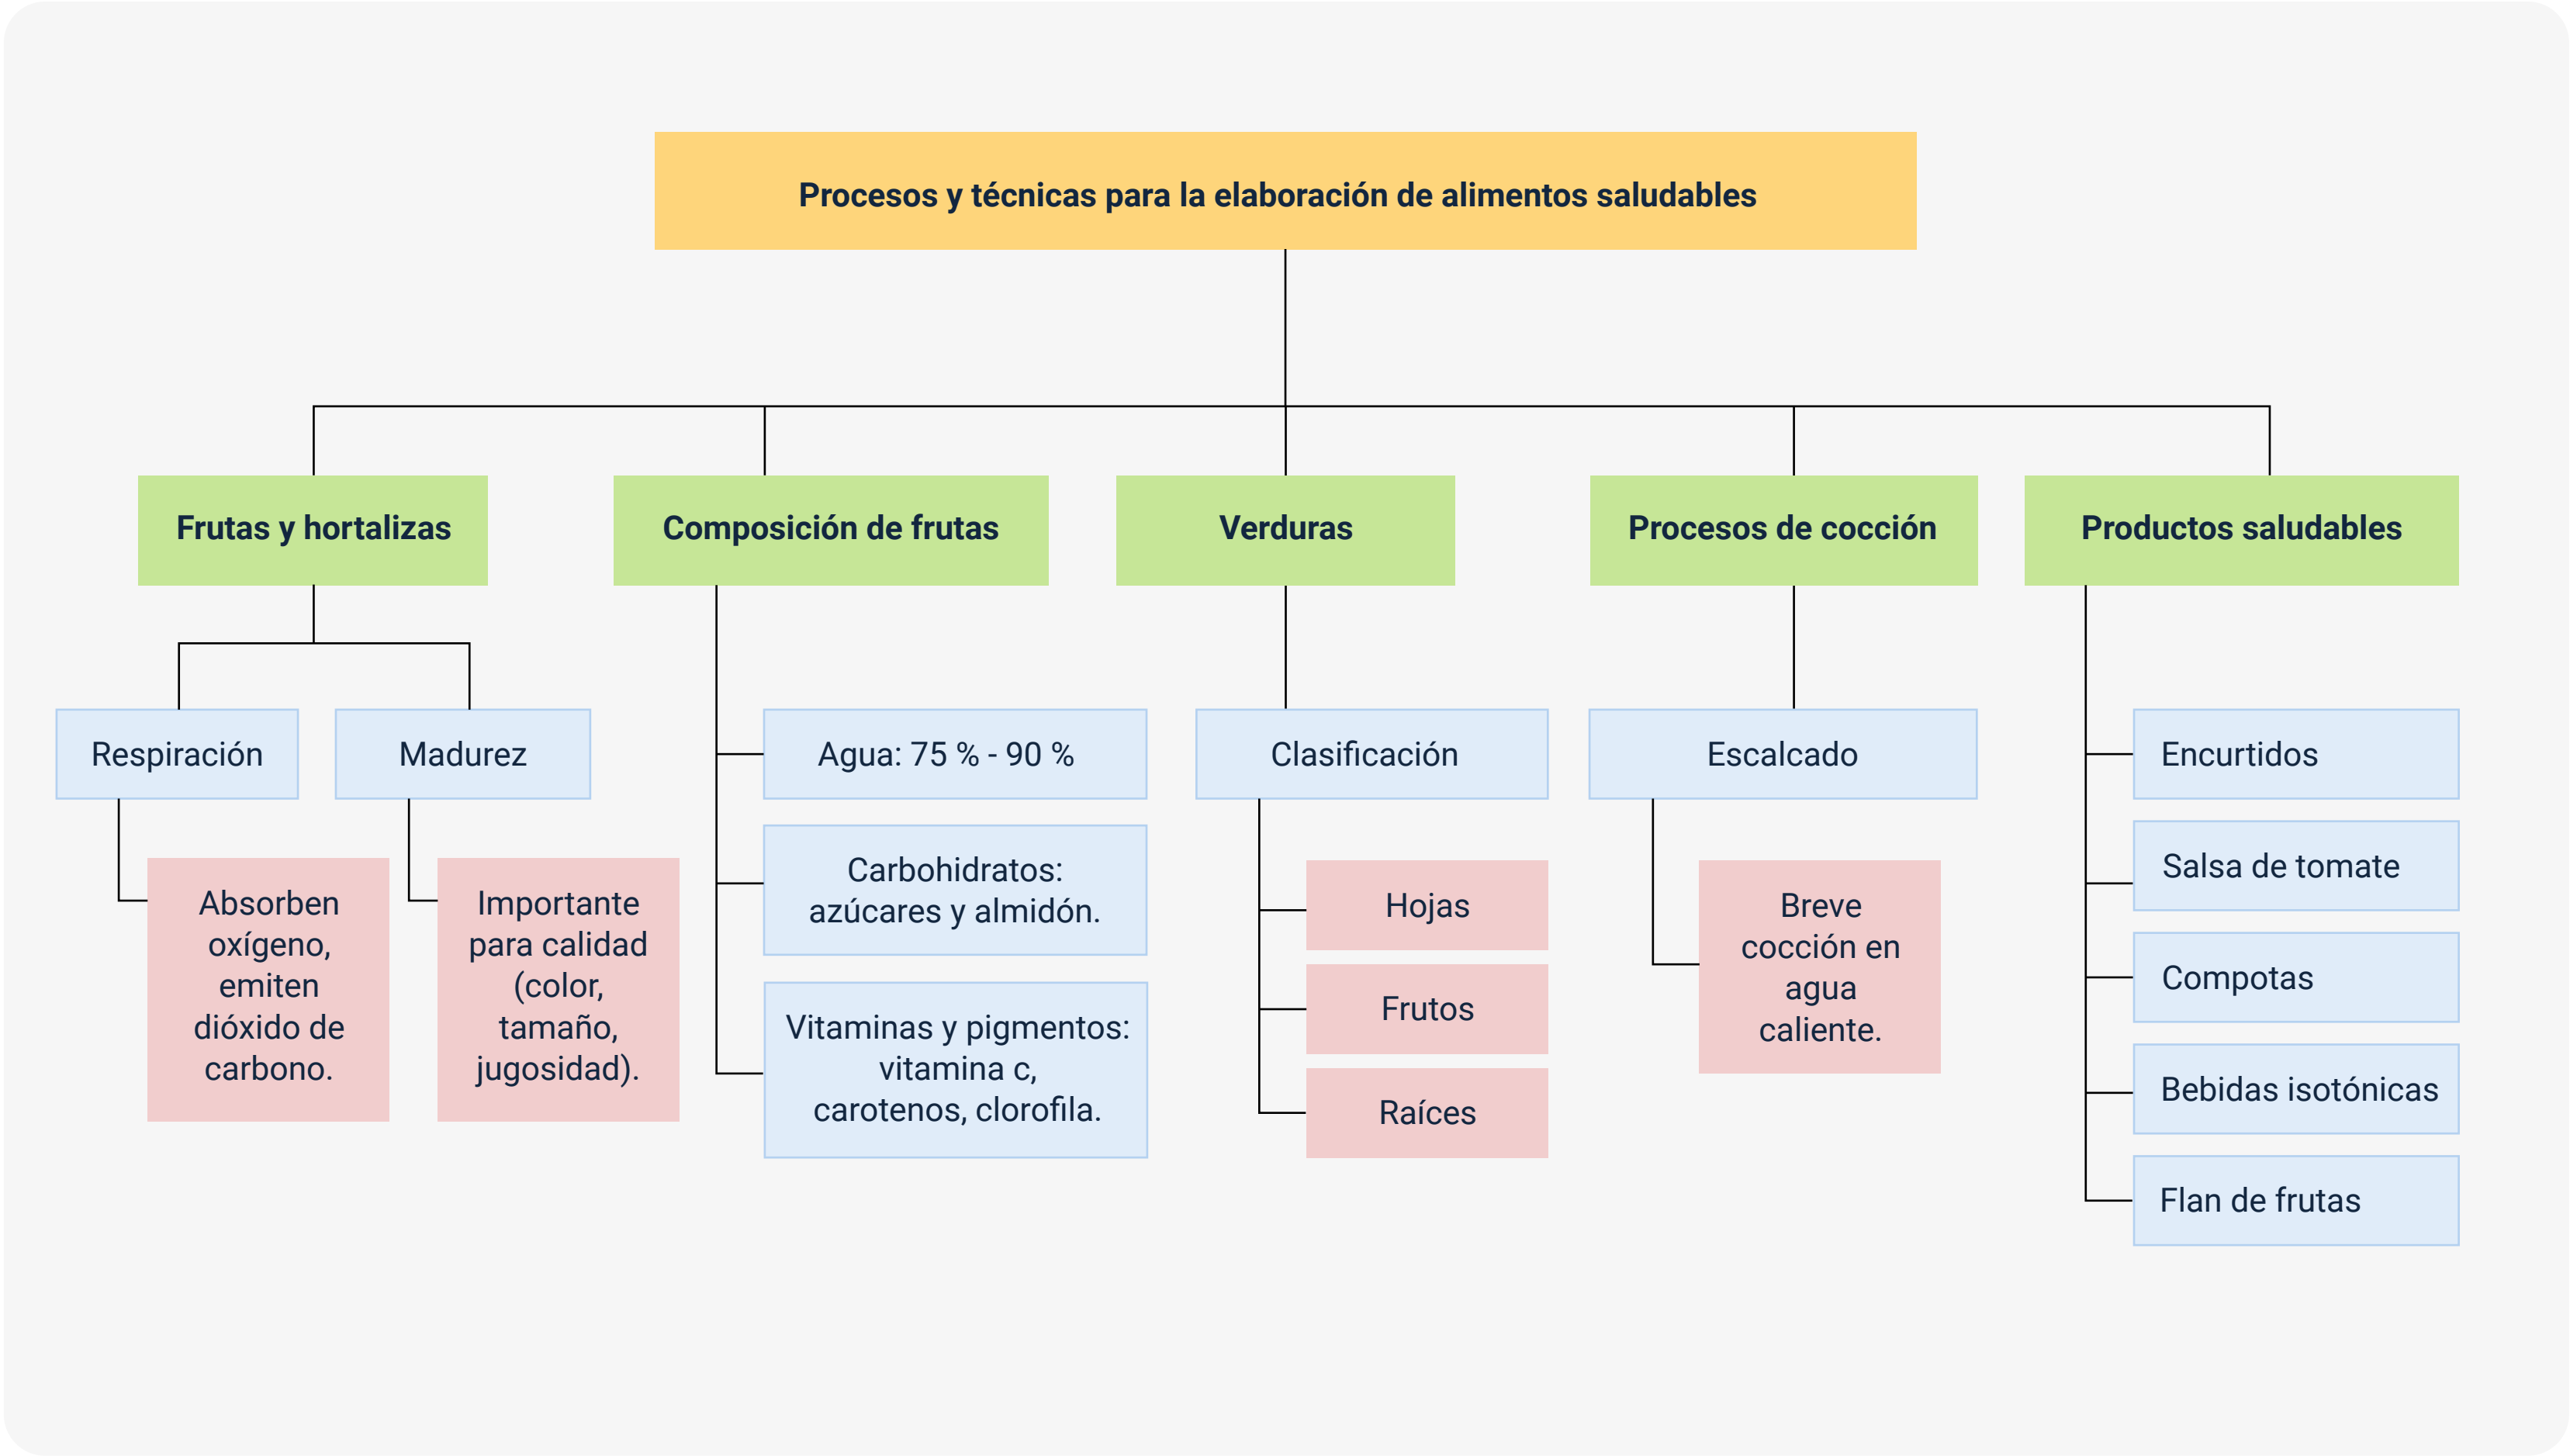 Procesos y técnicas para la elaboración de alimentos saludables
Frutas y hortalizas
Respiración
Absorben
oxígeno,
emiten
dióxido de
carbono.
Madurez
Importante
para calidad
(color,
tamaño,
jugosidad).
Composición de frutas
Agua: 75 % - 90 %
Carbohidratos:
azúcares y almidón.
Vitaminas y pigmentos:
vitamina c,
carotenos, clorofila.
Verduras
Clasificación
Hojas
Frutos
Raíces
Procesos de cocción
Escalcado
Breve
cocción en
agua
caliente.
Productos saludables
Encurtidos
Salsa de tomate
Compotas
Bebidas isotónicas
Flan de frutas